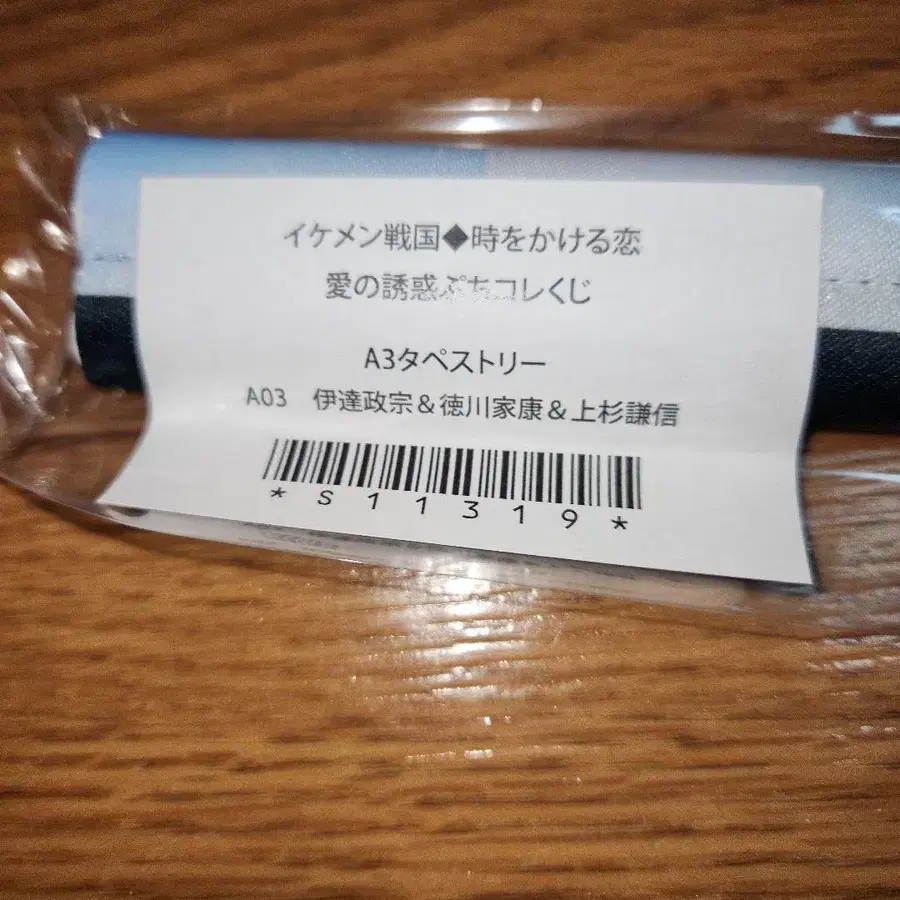 イケメン戦国◆時をかける恋
愛の誘惑ぷちコレくじ
A3タペストリー
A03 伊達政宗&徳川家康&上杉謙信
*S11319*